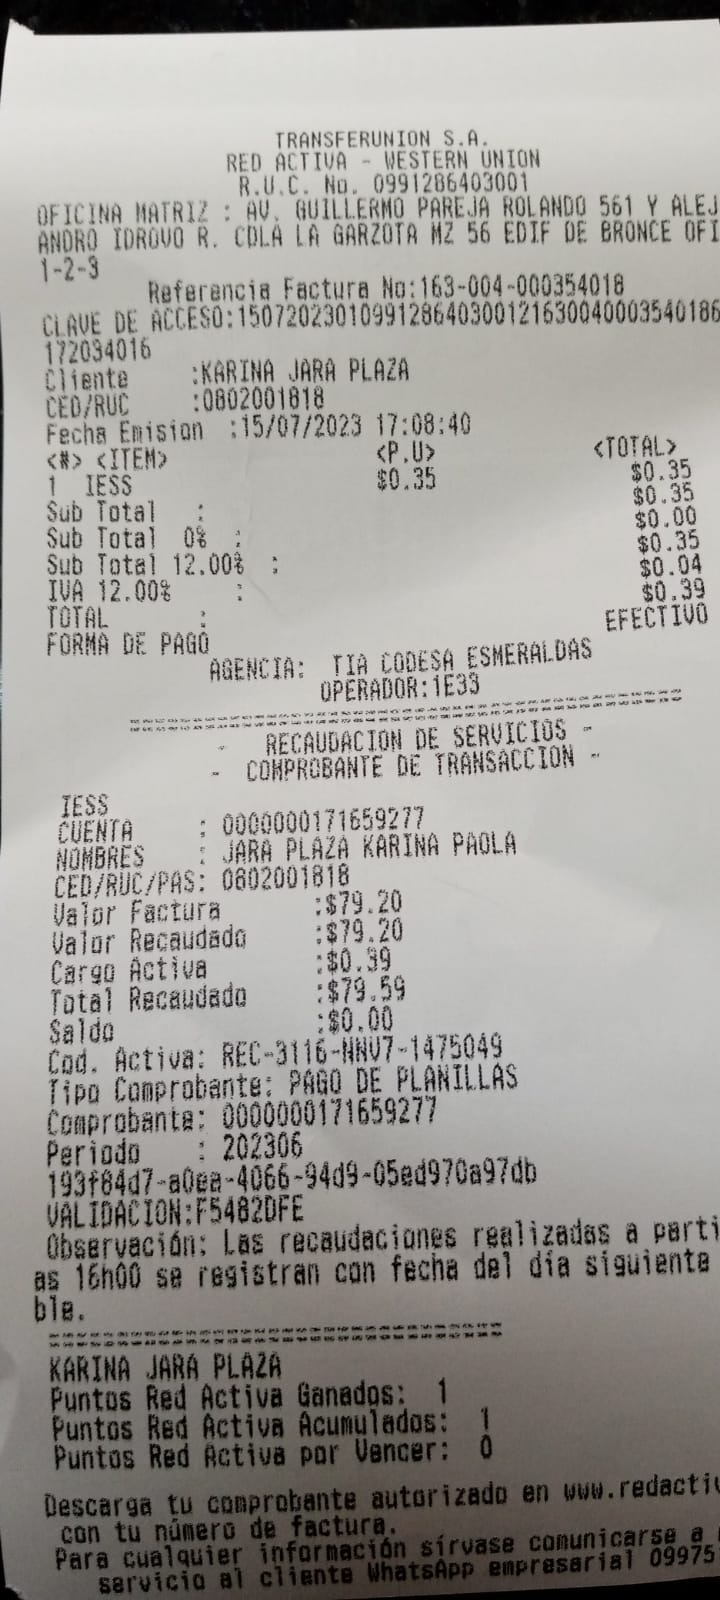 TRANSFERUNION S.A.
RED ACTIVA - WESTERN UNION
R.U.C. No. 0991286403001
OFICINA MATRIZ : AV. GUILLERMO PAREJA ROLANDO 561 Y ALEJ
ANDRO IDROVO R. CDLA LA GARZOTA MZ 56 EDIF DE BRONCE OFI
1-2-3
Referencia Factura No:163-004-000354018
CLAVE DE ACCESO:1507202301099128640300121630040003540186
172034016
Cliente :KARINA JARA PLAZA
CED/RUC :0802001818
Fecha Emision :15/07/2023 17:08:40
<#> <ITEM> <P.U> <TOTAL>
1 IESS $0.35 $0.35
Sub Total : $0.35
Sub Total 0% : $0.00
Sub Total 12.00% : $0.35
IVA 12.00% : $0.04
TOTAL : $0.39
FORMA DE PAGO EFECTIVO
AGENCIA: TIA CODESA ESMERALDAS
OPERADOR:1E33
- RECAUDACION DE SERVICIOS -
- COMPROBANTE DE TRANSACCION -
IESS
CUENTA : 0000000171659277
NOMBRES : JARA PLAZA KARINA PAOLA
CED/RUC/PAS: 0802001818
Valor Factura :$79.20
Valor Recaudado :$79.20
Cargo Activa :$0.39
Total Recaudado :$79.59
Saldo :$0.00
Cod. Activa: REC-3116-NNV7-1475049
Tipo Comprobante: PAGO DE PLANILLAS
Comprobante: 0000000171659277
Periodo : 202306
193f84d7-a0ea-4066-94d9-05ed970a97db
VALIDACION:F5482DFE
Observación: Las recaudaciones realizadas a parti
as 16h00 se registran con fecha del día siguiente
ble.
KARINA JARA PLAZA
Puntos Red Activa Ganados: 1
Puntos Red Activa Acumulados: 1
Puntos Red Activa por Vencer: 0
Descarga tu comprobante autorizado en www.redactiv
con tu número de factura.
Para cualquier información sírvase comunicarse a
servicio al cliente WhatsApp empresarial 09975